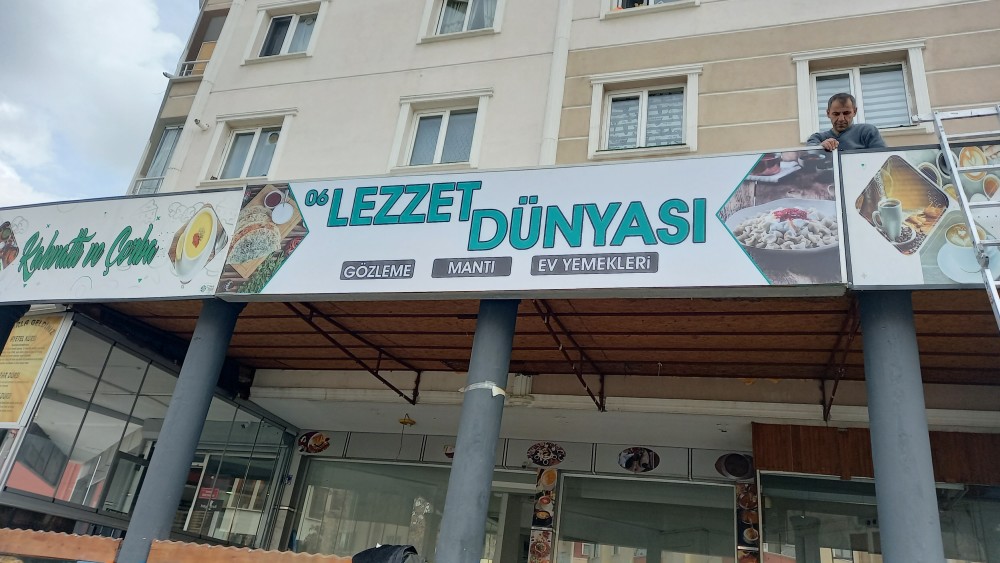 Kahvaltı ve Çorba
06 LEZZET
DÜNYASI
GÖZLEME MANTI EV YEMEKLERİ